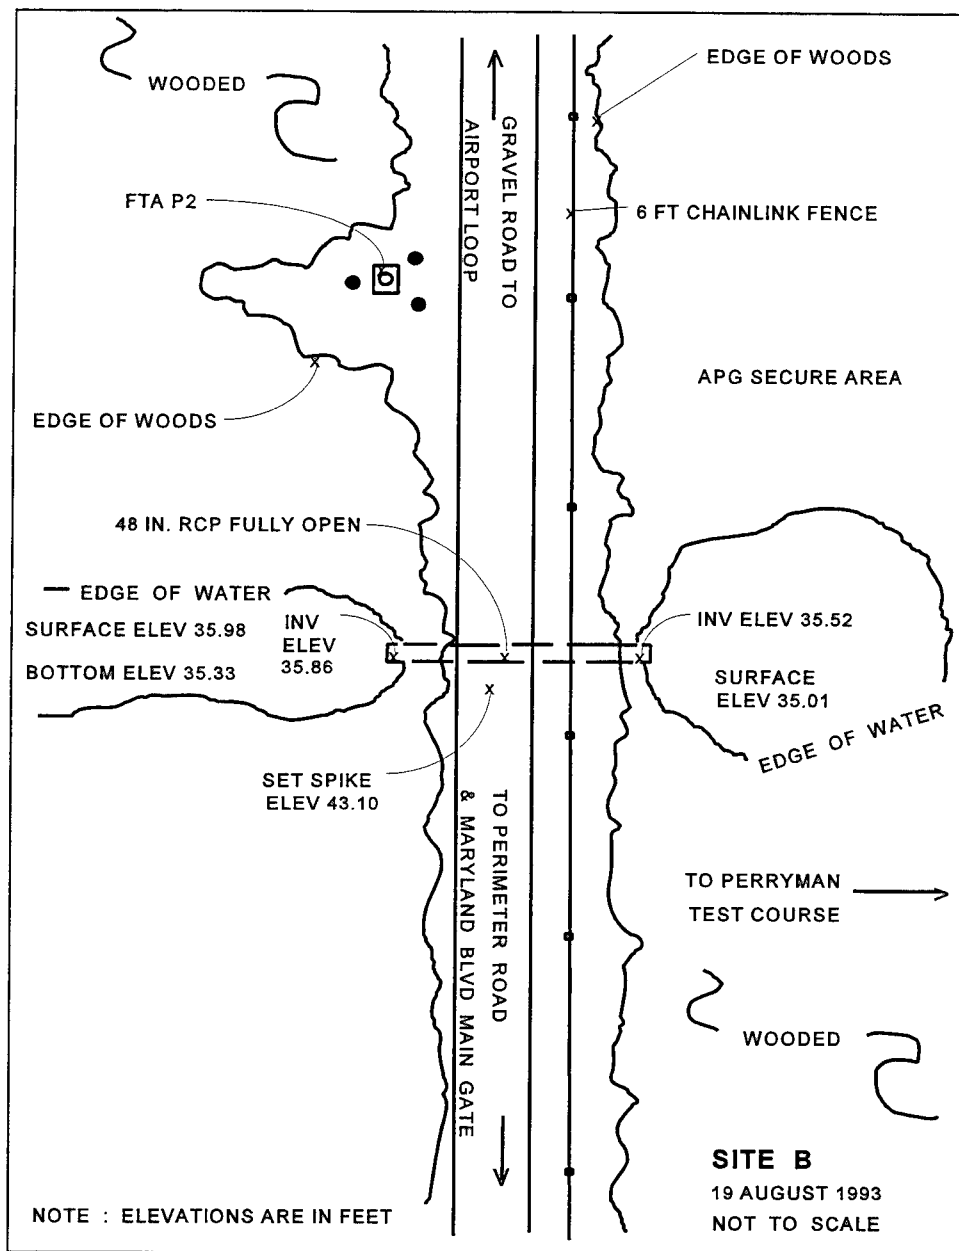 EDGE OF WOODS
WOODED
GRAVEL ROAD TO
AIRPORT LOOP
FTA P2
6 FT CHAINLINK FENCE
APG SECURE AREA
EDGE OF WOODS
48 IN. RCP FULLY OPEN
EDGE OF WATER
SURFACE ELEV 35.98
BOTTOM ELEV 35.33
INV
ELEV
35.86
INV ELEV 35.52
SURFACE
ELEV 35.01
EDGE OF WATER
SET SPIKE
ELEV 43.10
TO PERIMETER ROAD
& MARYLAND BLVD MAIN GATE
TO PERRYMAN
TEST COURSE
WOODED
SITE B
19 AUGUST 1993
NOT TO SCALE
NOTE : ELEVATIONS ARE IN FEET